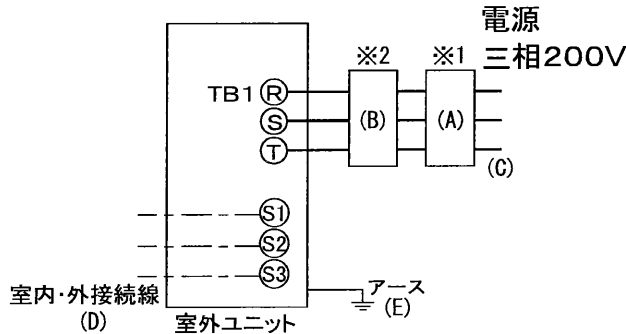 電源
三相200V
※2
※1
TB1 R
S
T
(B)
(A)
(C)
S1
S2
S3
室内・外接続線
(D)
室外ユニット
アース
(E)